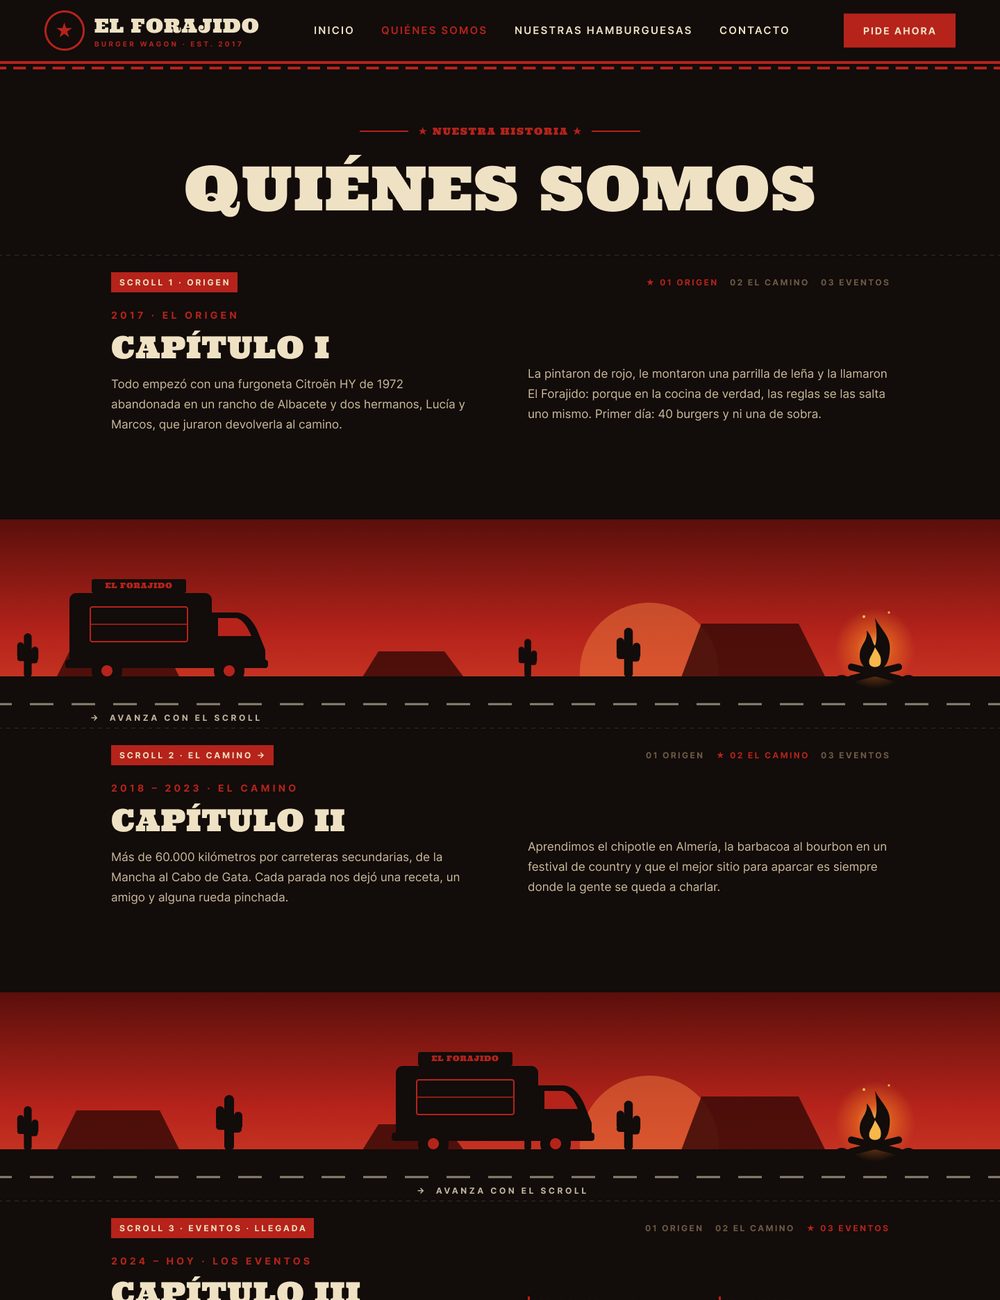 EL FORAJIDO
BURGER WAGON · EST. 2017
INICIO
QUIÉNES SOMOS
NUESTRAS HAMBURGUESAS
CONTACTO
PIDE AHORA
★ NUESTRA HISTORIA ★
QUIÉNES SOMOS
SCROLL 1 · ORIGEN
★ 01 ORIGEN 02 EL CAMINO 03 EVENTOS
2017 · EL ORIGEN
CAPÍTULO I
Todo empezó con una furgoneta Citroën HY de 1972
abandonada en un rancho de Albacete y dos hermanos, Lucía y
Marcos, que juraron devolverla al camino.
La pintaron de rojo, le montaron una parrilla de leña y la llamaron
El Forajido: porque en la cocina de verdad, las reglas se las salta
uno mismo. Primer día: 40 burgers y ni una de sobra.
EL FORAJIDO
→ AVANZA CON EL SCROLL
SCROLL 2 · EL CAMINO →
01 ORIGEN ★ 02 EL CAMINO 03 EVENTOS
2018 – 2023 · EL CAMINO
CAPÍTULO II
Más de 60.000 kilómetros por carreteras secundarias, de la
Mancha al Cabo de Gata. Cada parada nos dejó una receta, un
amigo y alguna rueda pinchada.
Aprendimos el chipotle en Almería, la barbacoa al bourbon en un
festival de country y que el mejor sitio para aparcar es siempre
donde la gente se queda a charlar.
EL FORAJIDO
→ AVANZA CON EL SCROLL
SCROLL 3 · EVENTOS · LLEGADA
01 ORIGEN 02 EL CAMINO ★ 03 EVENTOS
2024 – HOY · LOS EVENTOS
CAPÍTULO III